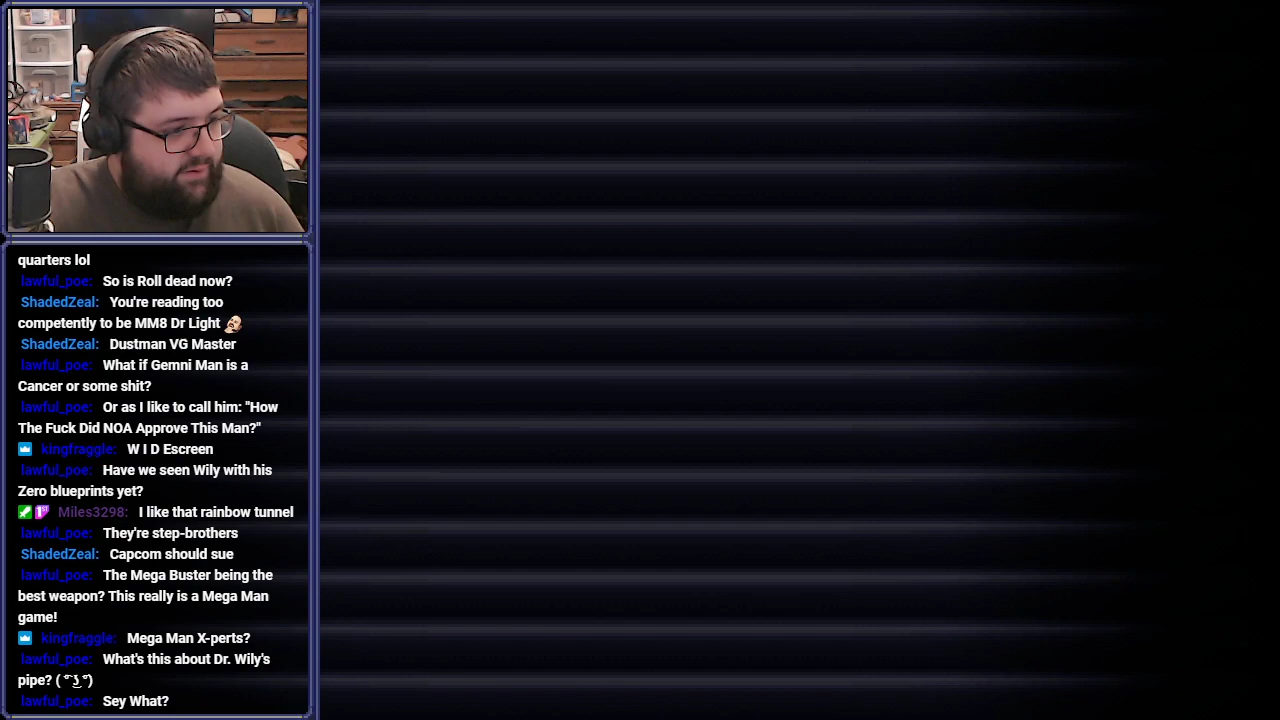 quarters lol
lawful_poe: So is Roll dead now?
ShadedZeal: You're reading too
competently to be MM8 Dr Light
ShadedZeal: Dustman VG Master
lawful_poe: What if Gemni Man is a
Cancer or some shit?
lawful_poe: Or as I like to call him: "How
The Fuck Did NOA Approve This Man?"
kingfraggle: W I D Escreen
lawful_poe: Have we seen Wily with his
Zero blueprints yet?
1st Miles3298: I like that rainbow tunnel
lawful_poe: They're step-brothers
ShadedZeal: Capcom should sue
lawful_poe: The Mega Buster being the
best weapon? This really is a Mega Man
game!
kingfraggle: Mega Man X-perts?
lawful_poe: What's this about Dr. Wily's
pipe? ( ͡° ͜ʖ ͡°)
lawful_poe: Sey What?